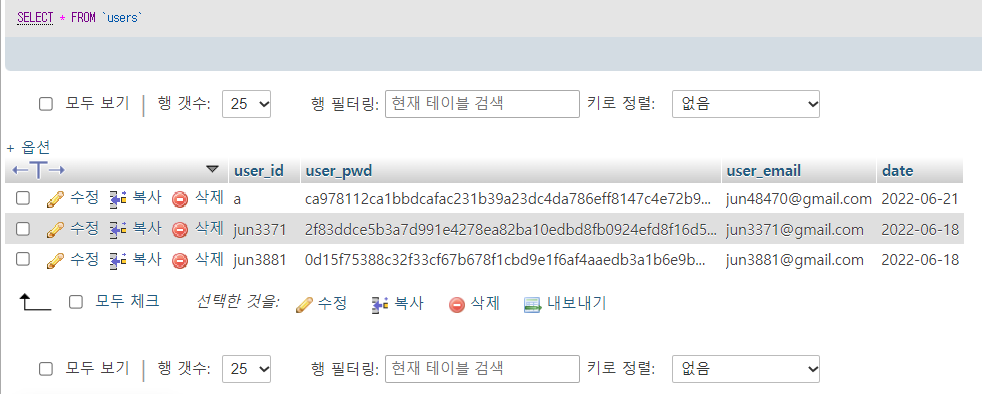 SELECT * FROM `users`
모두 보기 | 행 갯수: 25 행 필터링: 현재 테이블 검색 키로 정렬: 없음
+ 옵션
←T→ user_id user_pwd user_email date
수정 복사 삭제 a ca978112ca1bbdcafac231b39a23dc4da786eff8147c4e72b9... jun48470@gmail.com 2022-06-21
수정 복사 삭제 jun3371 2f83ddce5b3a7d991e4278ea82ba10edbd8fb0924efd8f16d5... jun3371@gmail.com 2022-06-18
수정 복사 삭제 jun3881 0d15f75388c32f33cf67b678f1cbd9e1f6af4aaedb3a1b6e9b... jun3881@gmail.com 2022-06-18
모두 체크 선택한 것을: 수정 복사 삭제 내보내기
모두 보기 | 행 갯수: 25 행 필터링: 현재 테이블 검색 키로 정렬: 없음